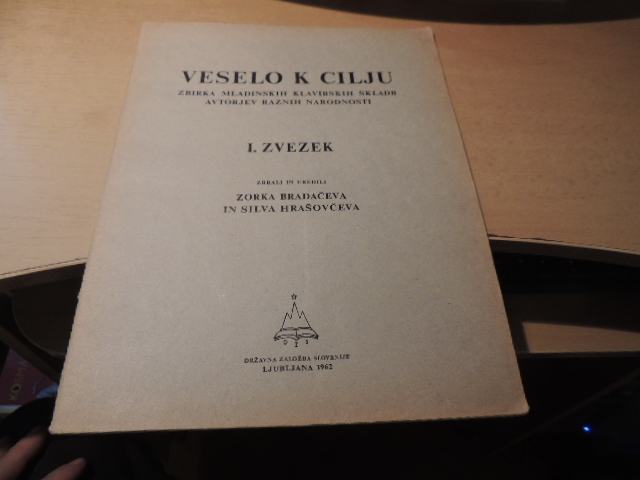 VESELO K CILJU
ZBIRKA MLADINSKIH KLAVIRSKIH SKLADB
AVTORJEV RAZNIH NARODNOSTI
I. ZVEZEK
ZBRALI IN UREDILI
ZORKA BRADAČEVA
IN SILVA HRAŠOVČEVA
DZS
DRŽAVNA ZALOŽBA SLOVENIJE
LJUBLJANA 1962